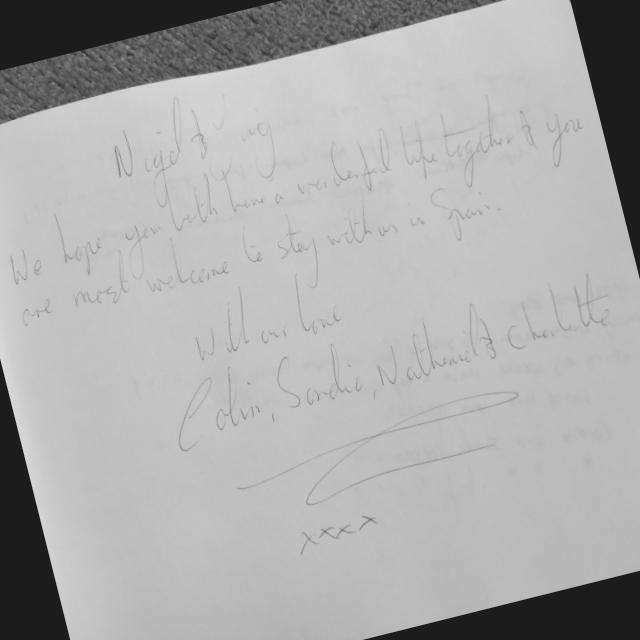 Nigel & 
We hope you both have a wonderful life together & you
are most welcome to stay with us in Spain.
With all our love
Colin, Sandie, Nathaniel & Charlotte
xxxx